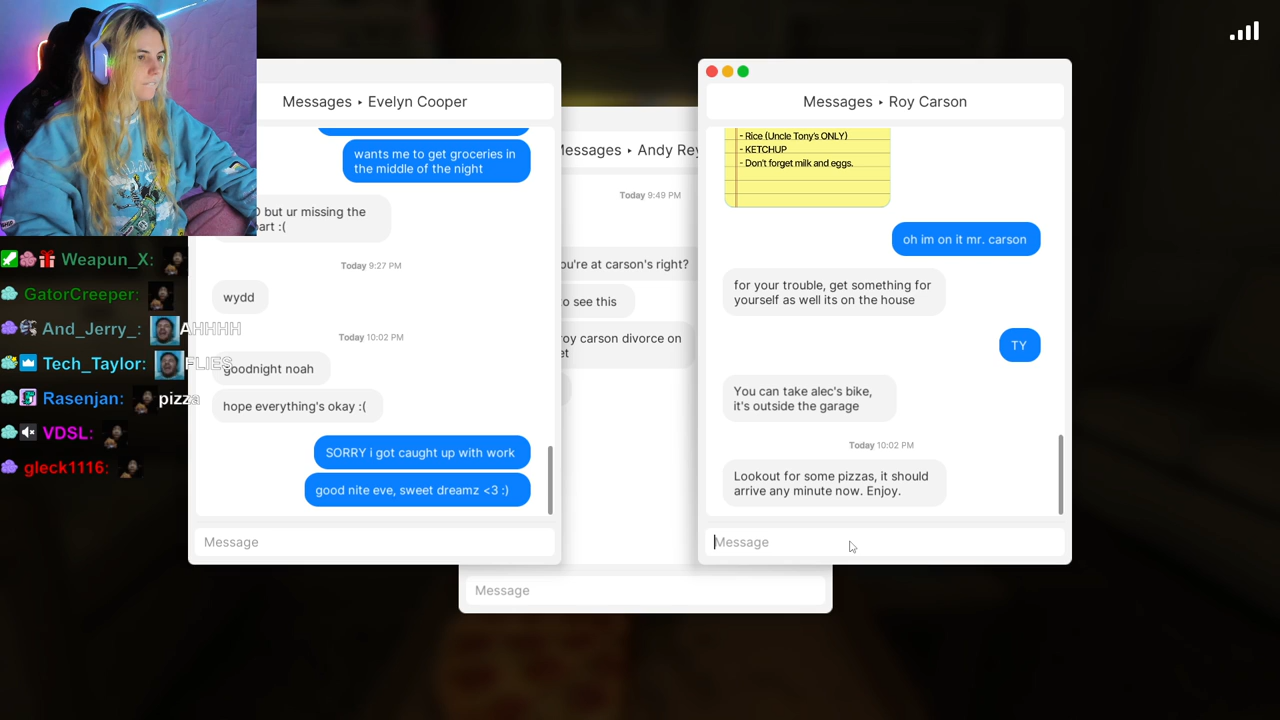 Messages ▸ Evelyn Cooper
wants me to get groceries in
the middle of the night
but ur missing the
:(
Today 9:27 PM
wydd
Today 10:02 PM
goodnight noah
hope everything's okay :(
SORRY i got caught up with work
good nite eve, sweet dreamz <3 :)
Message
Messages ▸ Andy Rey
Today 9:49 PM
ou're at carson's right?
o see this
roy carson divorce on
Message
Messages ▸ Roy Carson
- Rice (Uncle Tony's ONLY)
- KETCHUP
- Don't forget milk and eggs.
oh im on it mr. carson
for your trouble, get something for
yourself as well its on the house
TY
You can take alec's bike,
it's outside the garage
Today 10:02 PM
Lookout for some pizzas, it should
arrive any minute now. Enjoy.
Message
Weapun_X:
GatorCreeper:
And_Jerry_: AHHHH
Tech_Taylor: FLIES
Rasenjan: pizza
VDSL:
gleck1116: